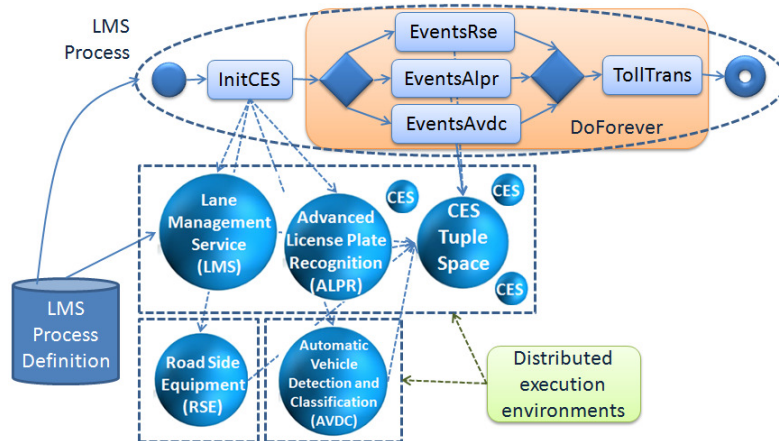 LMS
Process
EventsRse
InitCES
EventsAlpr
TollTrans
EventsAvdc
DoForever
Lane
Management
Service
(LMS)
Advanced
License Plate
Recognition
(ALPR)
CES
CES
Tuple
Space
CES
CES
LMS
Process
Definition
Road Side
Equipment
(RSE)
Automatic
Vehicle
Detection and
Classification
(AVDC)
Distributed
execution
environments